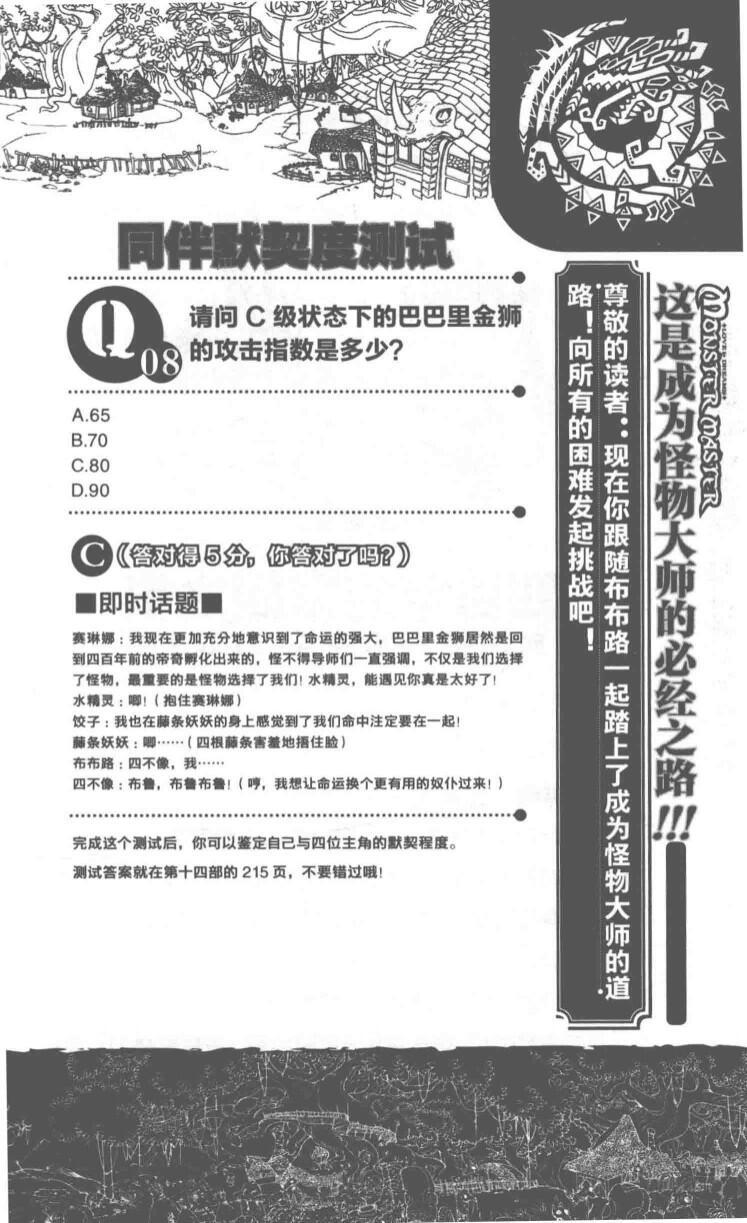 同伴默契度测试
Q
08
请问 C 级状态下的巴巴里金狮
的攻击指数是多少？
A.65
B.70
C.80
D.90
C（答对得 5 分，你答对了吗？）
■即时话题■
赛琳娜：我现在更加充分地意识到了命运的强大，巴巴里金狮居然是回
到四百年前的帝奇孵化出来的，怪不得导师们一直强调，不仅是我们选择
了怪物，最重要的是怪物选择了我们！水精灵，能遇见你真是太好了！
水精灵：唧！（抱住赛琳娜）
饺子：我也在藤条妖妖的身上感觉到了我们命中注定要在一起！
藤条妖妖：唧……（四根藤条害羞地捂住脸）
布布路：四不像，我……
四不像：布鲁，布鲁布鲁！（哼，我想让命运换个更有用的奴仆过来！）
完成这个测试后，你可以鉴定自己与四位主角的默契程度。
测试答案就在第十四部的 215 页，不要错过哦！
MONSTER MASTER
这是成为怪物大师的必经之路!!!
尊敬的读者：现在你跟随布布路一起踏上了成为怪物大师的道
路！向所有的困难发起挑战吧！